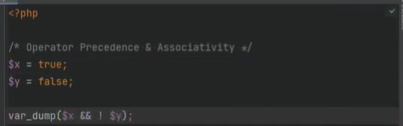 <?php
/* Operator Precedence & Associativity */
$x = true;
$y = false;
var_dump($x && ! $y);